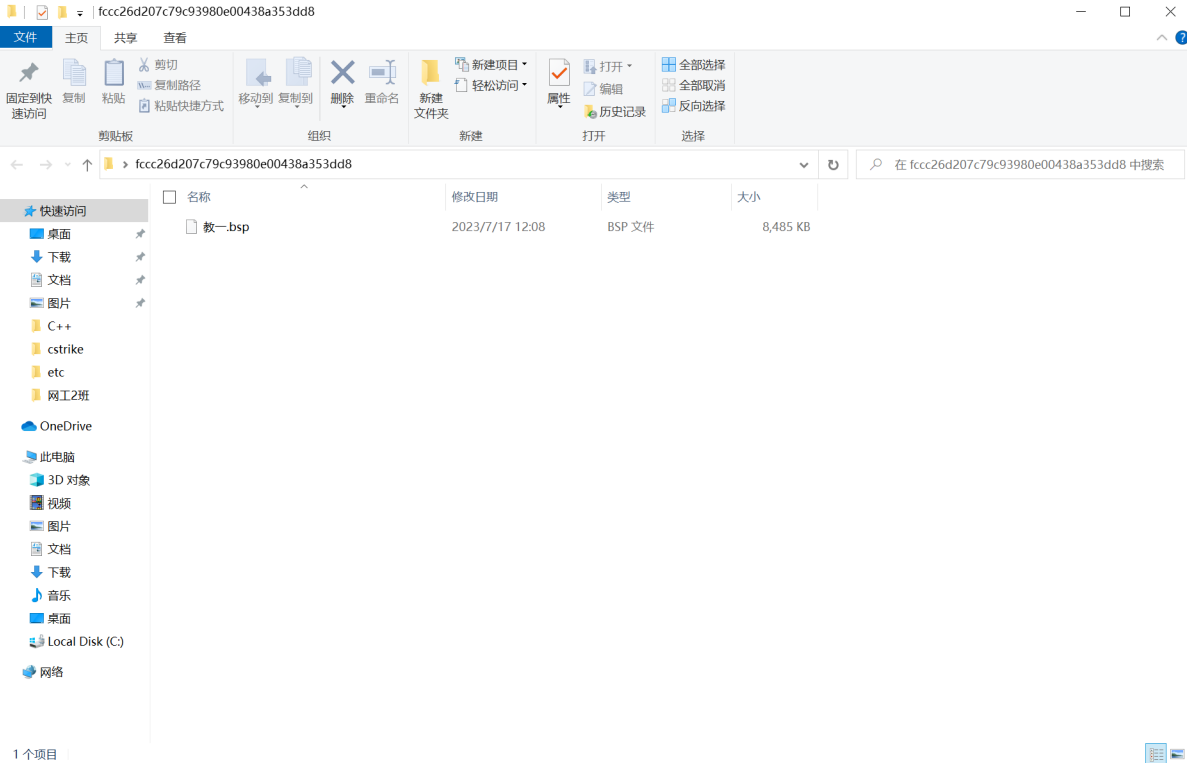 fccc26d207c79c93980e00438a353dd8
文件 主页 共享 查看
固定到快速访问
复制
粘贴
剪切
复制路径
粘贴快捷方式
剪贴板
移动到 复制到 删除 重命名
组织
新建文件夹
新建项目
轻松访问
新建
属性
打开
编辑
历史记录
打开
全部选择
全部取消
反向选择
选择
fccc26d207c79c93980e00438a353dd8
在 fccc26d207c79c93980e00438a353dd8 中搜索
名称 修改日期 类型 大小
教一.bsp 2023/7/17 12:08 BSP 文件 8,485 KB
快速访问
桌面
下载
文档
图片
C++
cstrike
etc
网工2班
OneDrive
此电脑
3D 对象
视频
图片
文档
下载
音乐
桌面
Local Disk (C:)
网络
1 个项目